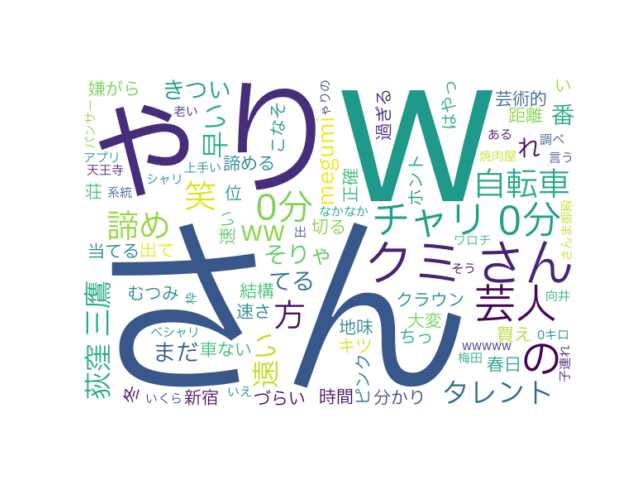 嫌がら
きつい
やり
w
芸術的
い
番
パンサー
老い
早い
こなそ
やりの
過ぎる
はやっ
距離
ある
れ
調べ
アプリ
天王寺
シャリ
上手い
諦める
megumi
正確
ホント
焼肉屋
言う
荘
系統
笑
位
0分
なかなか
自転車
諦め
速い
ww
切る
チャリ
0分
さんま御殿
ワロチ
当てる
出て
そりゃ
出
クミ
そう
さん
さん
荻窪
三鷹
むつみ
枠
結構
てる
クラウン
芸人
向井
ペシャリ
速さ
方
地味
大変
買え
0キロ
まだ
車ない
遠い
キツ
ちっ
wwwww
梅田
春日
の
子連れ
冬
いくら
新宿
いえ
づらい
時間
ピンク
分かり
タレント